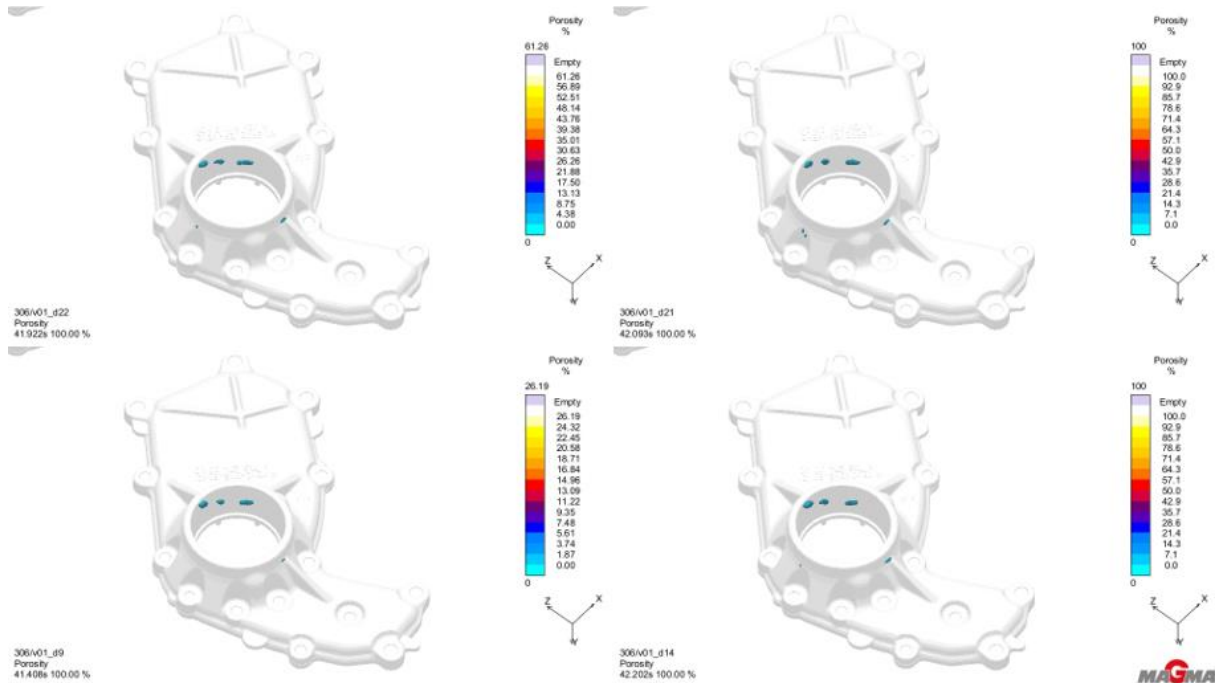 Porosity
%
61.26
Empty
61.26
56.89
52.51
48.14
43.76
39.38
35.01
30.63
26.26
21.88
17.50
13.13
8.75
4.38
0.00
0
Z X
Y
306/v01_d22
Porosity
41.922s 100.00 %
Porosity
%
100
Empty
100.0
92.9
85.7
78.6
71.4
64.3
57.1
50.0
42.9
35.7
28.6
21.4
14.3
7.1
0.0
0
Z X
Y
306/v01_d21
Porosity
42.093s 100.00 %
Porosity
%
26.19
Empty
26.19
24.32
22.45
20.58
18.71
16.84
14.96
13.09
11.22
9.35
7.48
5.61
3.74
1.87
0.00
0
Z X
Y
306/v01_d9
Porosity
41.408s 100.00 %
Porosity
%
100
Empty
100.0
92.9
85.7
78.6
71.4
64.3
57.1
50.0
42.9
35.7
28.6
21.4
14.3
7.1
0.0
0
Z X
Y
306/v01_d14
Porosity
42.202s 100.00 %
MAGMA